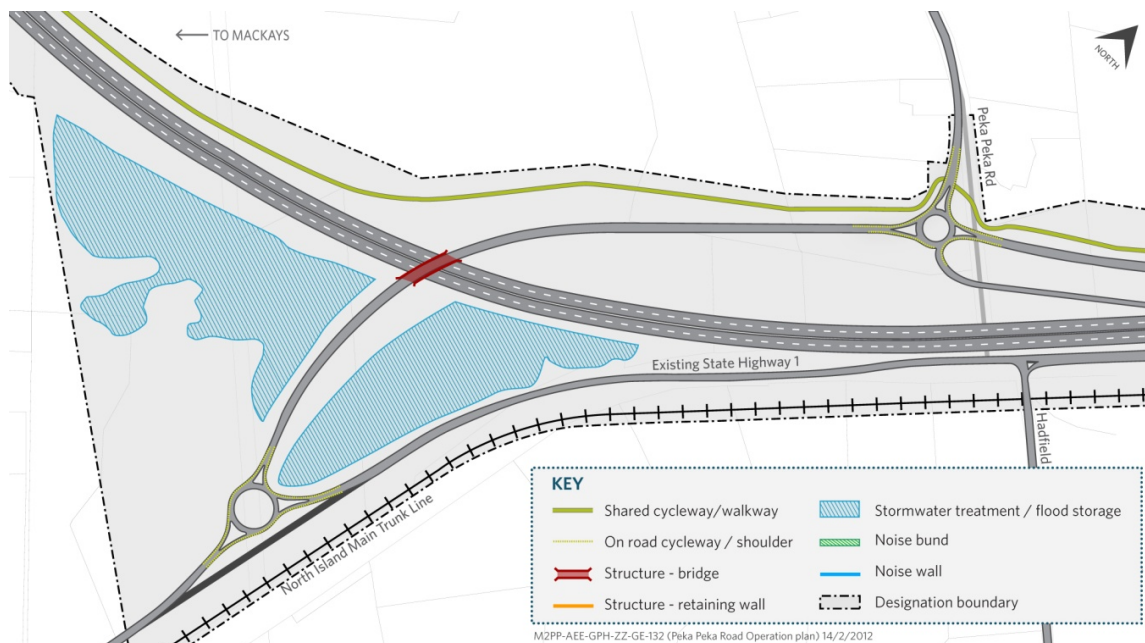 TO MACKAYS
NORTH
Peka Peka Rd
Existing State Highway 1
Hadfield
North Island Main Trunk Line
KEY
Shared cycleway/walkway
On road cycleway / shoulder
Structure - bridge
Structure - retaining wall
Stormwater treatment / flood storage
Noise bund
Noise wall
Designation boundary
M2PP-AEE-GPH-ZZ-GE-132 (Peka Peka Road Operation plan) 14/2/2012